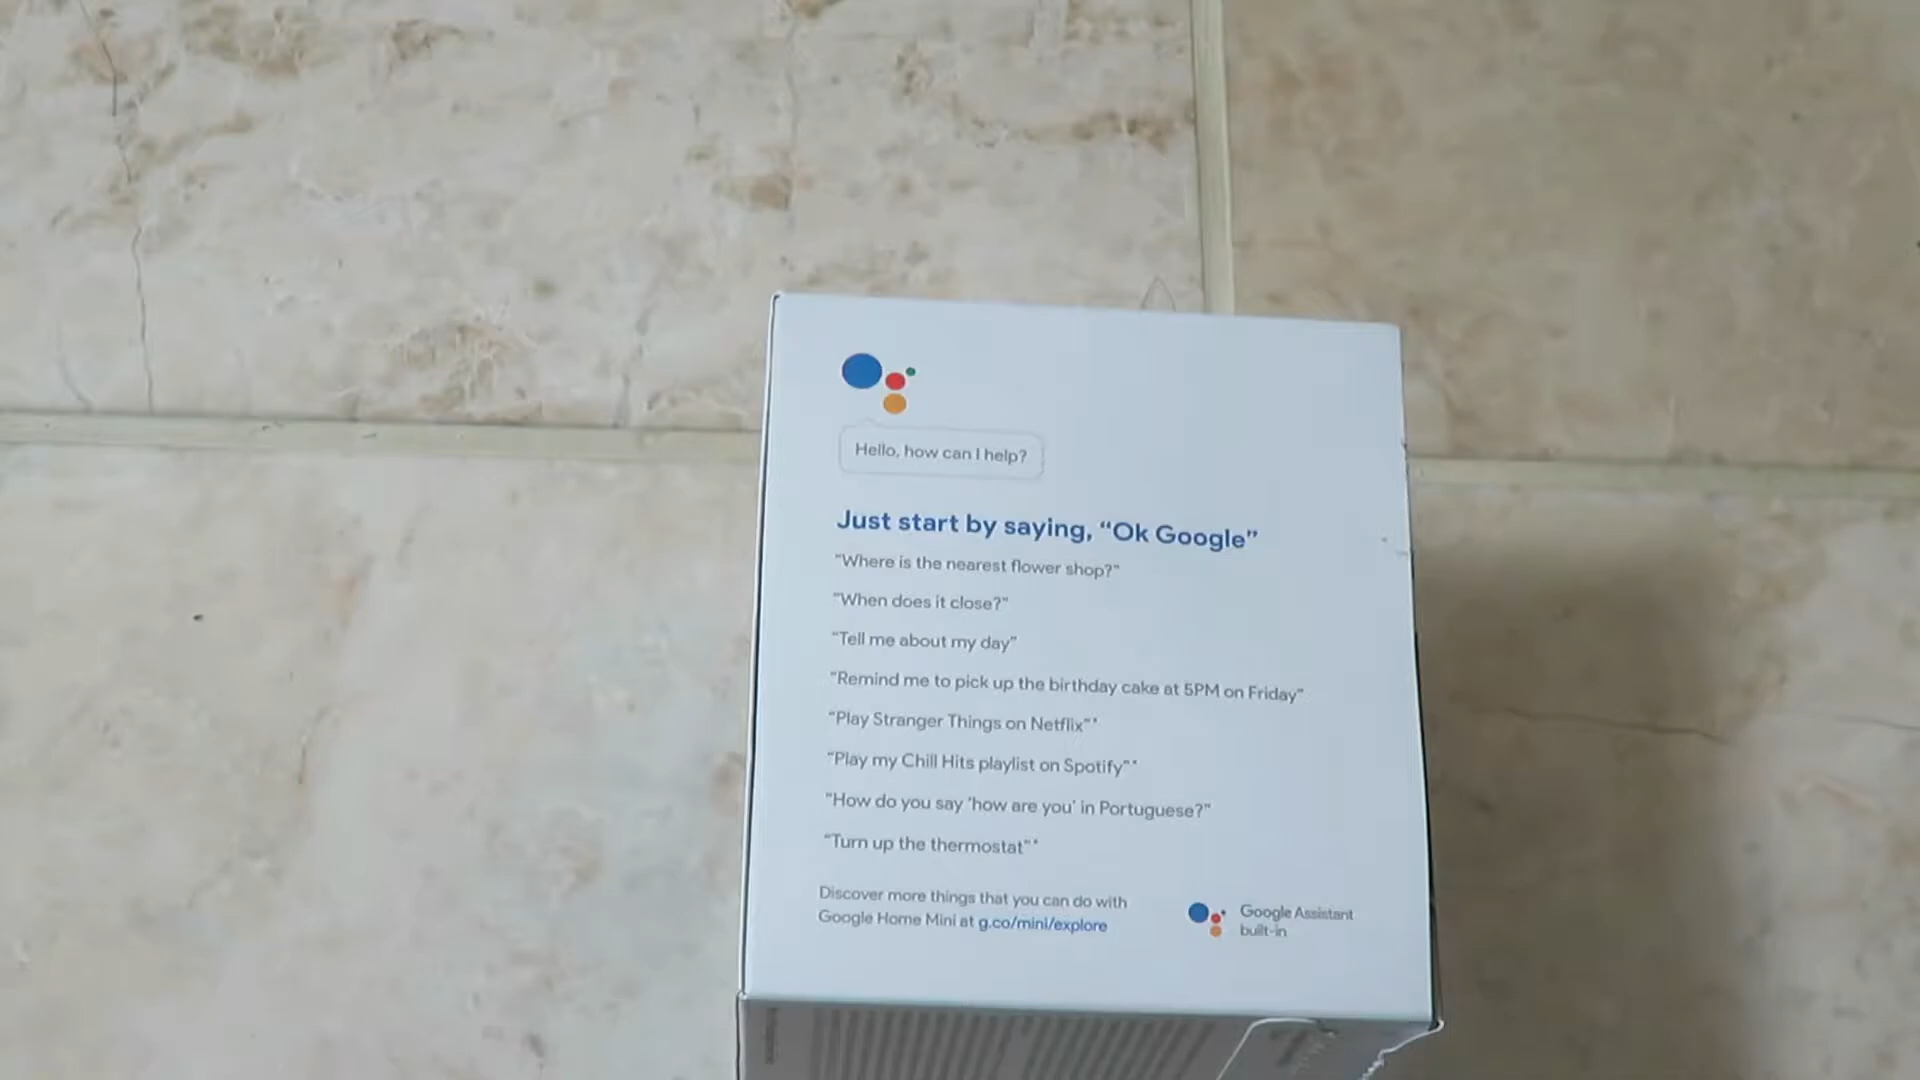 Hello, how can I help?
Just start by saying, “Ok Google”
“Where is the nearest flower shop?”
“When does it close?”
“Tell me about my day”
“Remind me to pick up the birthday cake at 5PM on Friday”
“Play Stranger Things on Netflix”*
“Play my Chill Hits playlist on Spotify”*
“How do you say ‘how are you’ in Portuguese?”
“Turn up the thermostat”*
Discover more things that you can do with
Google Home Mini at g.co/mini/explore
Google Assistant
built-in